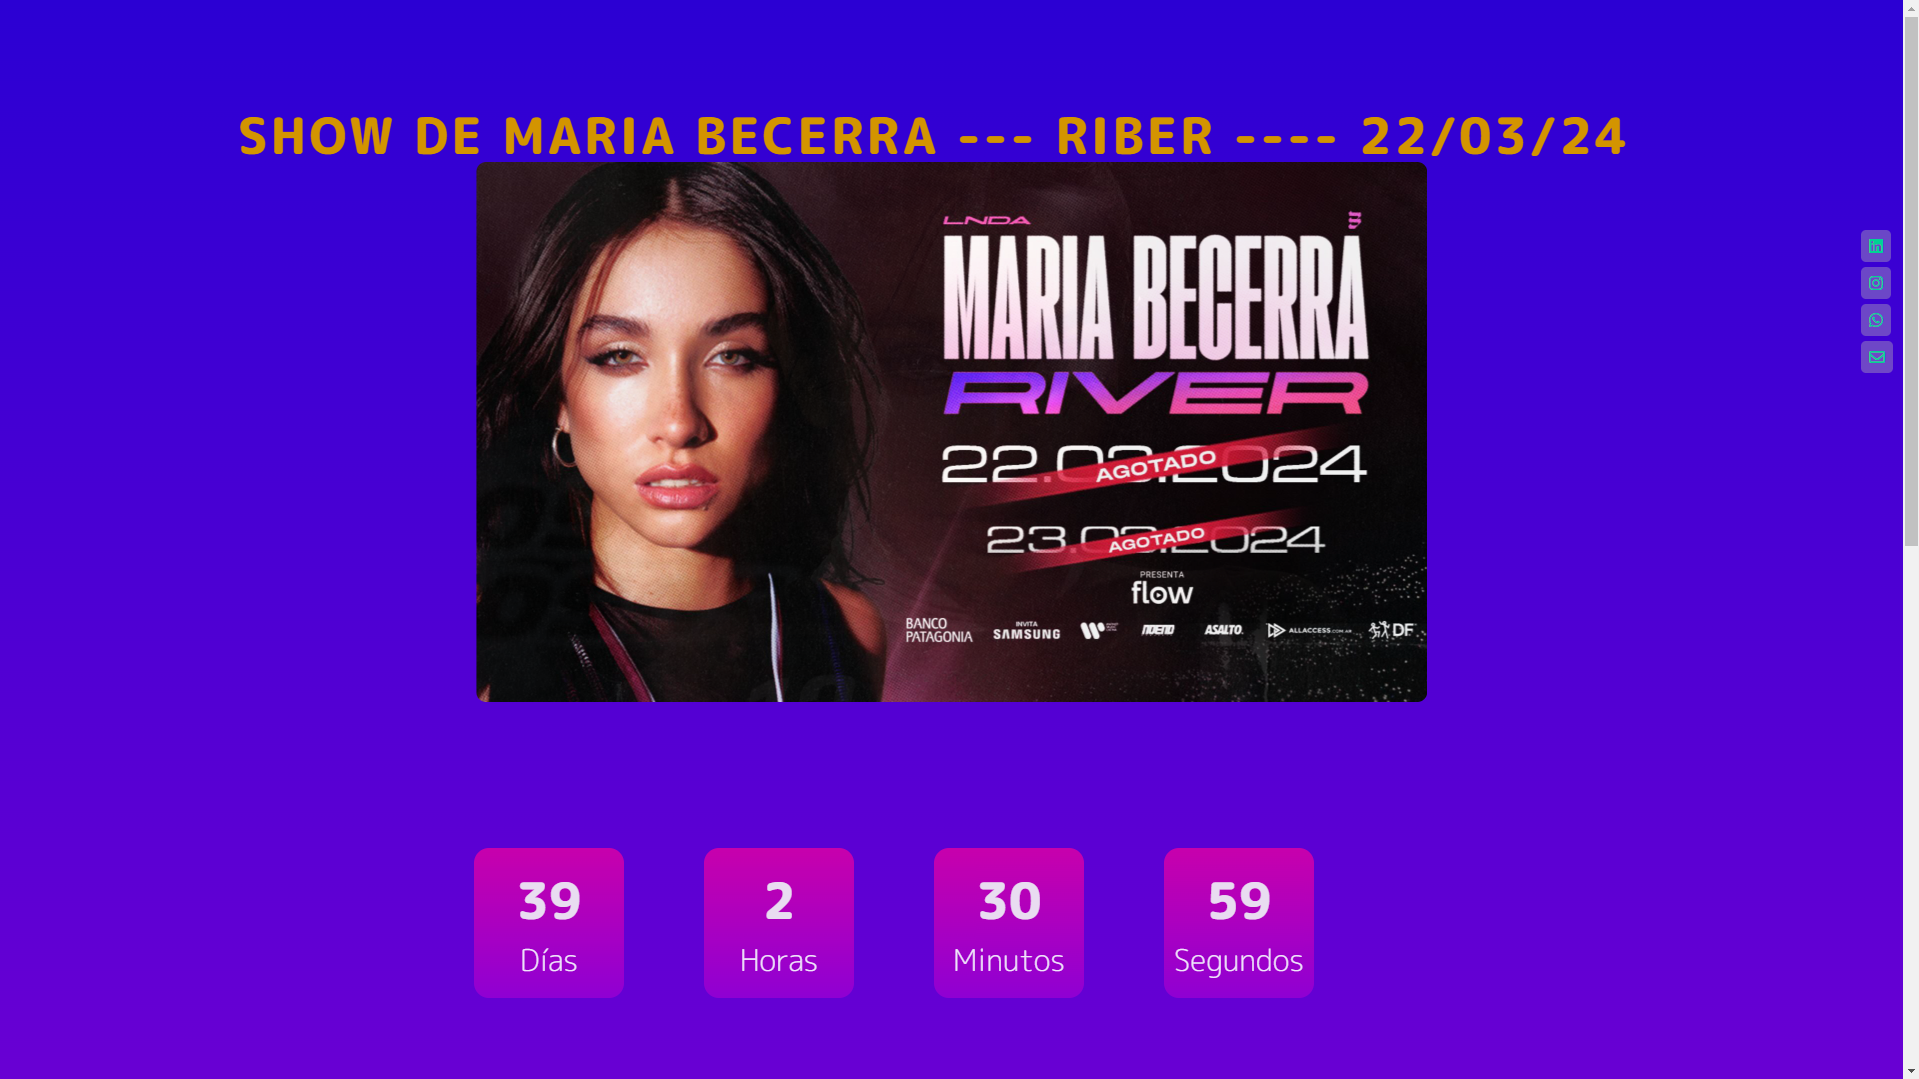 SHOW DE MARIA BECERRA --- RIBER ---- 22/03/24
LNDA
MARIA BECERRA
RIVER
22.03.2024
AGOTADO
23.03.2024
AGOTADO
PRESENTA
flow
BANCO
PATAGONIA
INVITA
SAMSUNG
ASALTO.
ALLACCESS.COM.AR
DF
39
Días
2
Horas
30
Minutos
59
Segundos